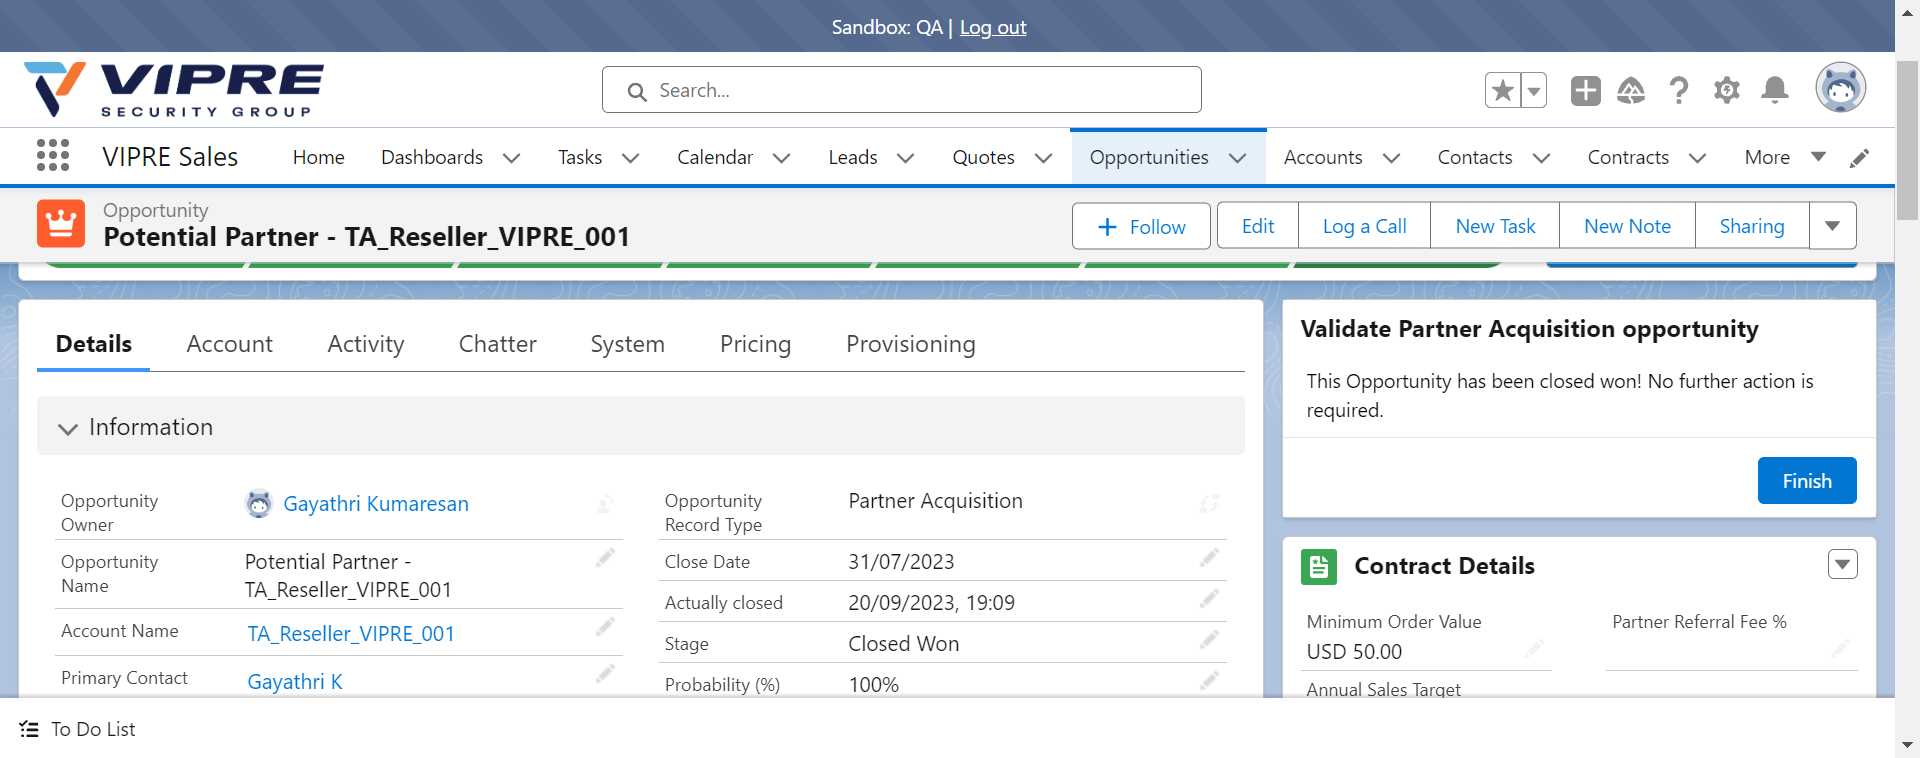 Sandbox: QA | Log out
VIPRE
SECURITY GROUP
Search...
VIPRE Sales
Home
Dashboards
Tasks
Calendar
Leads
Quotes
Opportunities
Accounts
Contacts
Contracts
More
Opportunity
Potential Partner - TA_Reseller_VIPRE_001
Follow
Edit
Log a Call
New Task
New Note
Sharing
Details
Account
Activity
Chatter
System
Pricing
Provisioning
Information
Opportunity
Owner
Gayathri Kumaresan
Opportunity
Name
Potential Partner -
TA_Reseller_VIPRE_001
Account Name
TA_Reseller_VIPRE_001
Primary Contact
Gayathri K
Opportunity
Record Type
Partner Acquisition
Close Date
31/07/2023
Actually closed
20/09/2023, 19:09
Stage
Closed Won
Probability (%)
100%
Validate Partner Acquisition opportunity
This Opportunity has been closed won! No further action is
required.
Finish
Contract Details
Minimum Order Value
USD 50.00
Partner Referral Fee %
Annual Sales Target
To Do List